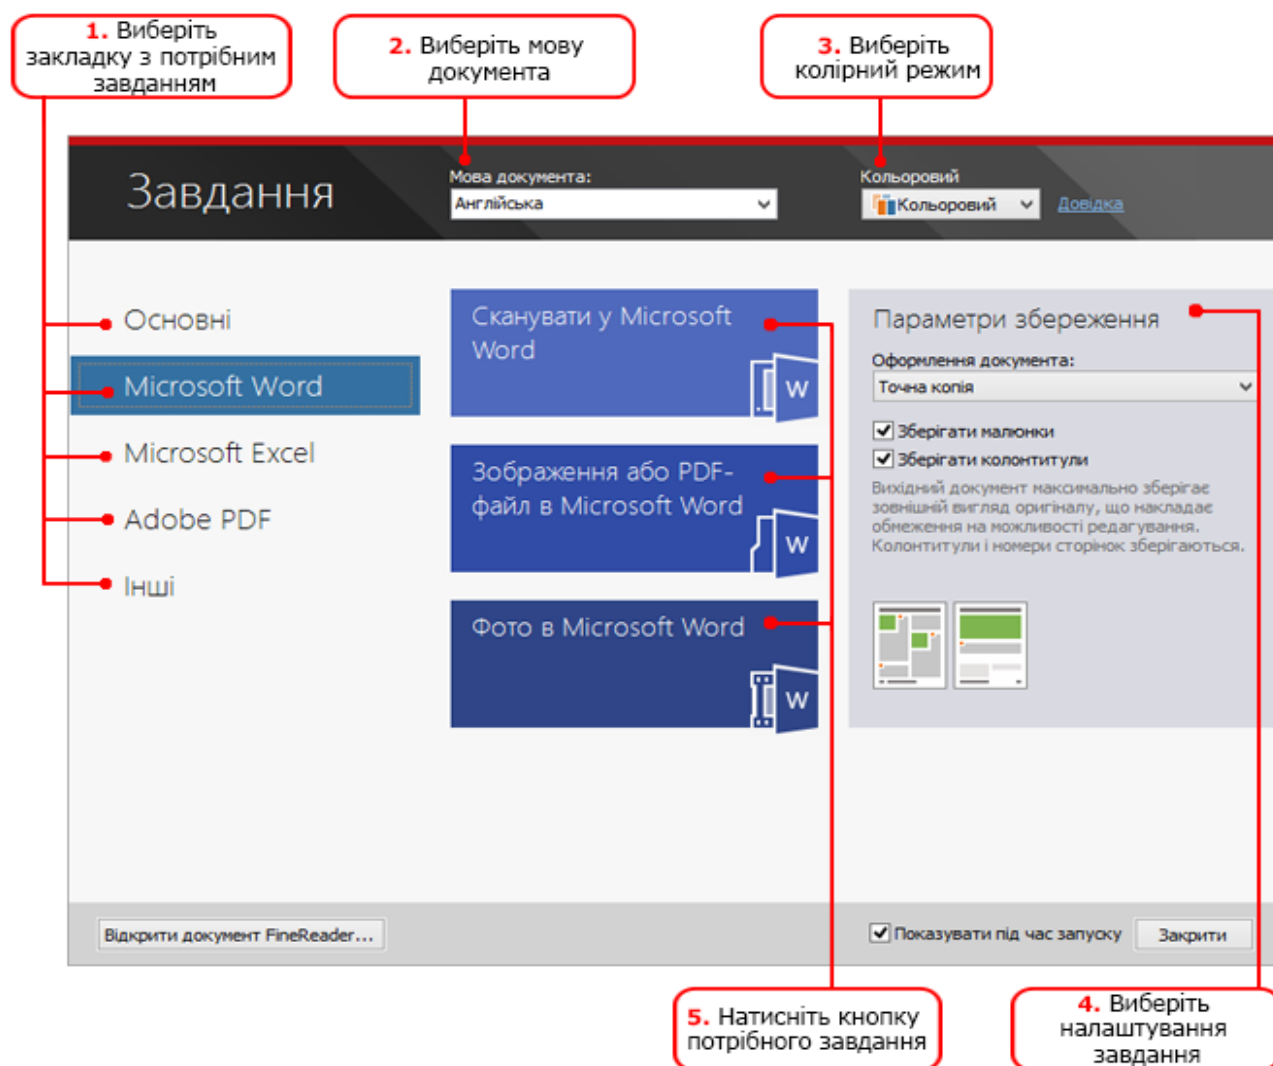 1. Виберіть
закладку з потрібним
завданням
2. Виберіть мову
документа
3. Виберіть
колірний режим
Завдання
Мова документа:
Англійська
Кольоровий
Кольоровий
Довідка
Основні
Microsoft Word
Microsoft Excel
Adobe PDF
Інші
Сканувати у Microsoft
Word
W
Зображення або PDF-
файл в Microsoft Word
W
Фото в Microsoft Word
W
Параметри збереження
Оформлення документа:
Точна копія
Зберігати малюнки
Зберігати колонтитули
Вихідний документ максимально зберігає
зовнішній вигляд оригіналу, що накладає
обмеження на можливості редагування.
Колонтитули і номери сторінок зберігаються.
Відкрити документ FineReader...
Показувати під час запуску
Закрити
5. Натисніть кнопку
потрібного завдання
4. Виберіть
налаштування
завдання